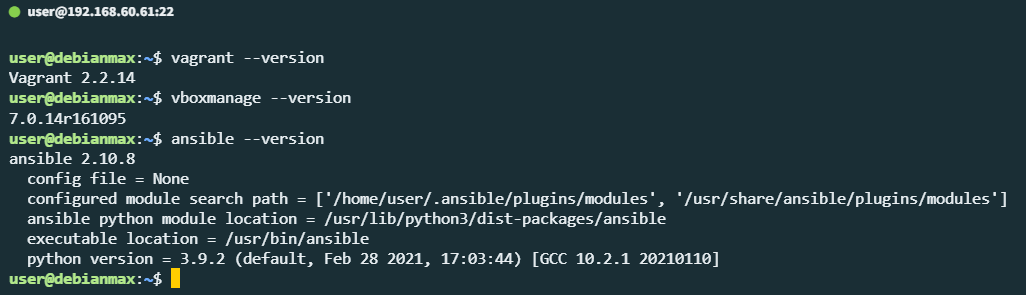 user@192.168.60.61:22
user@debianmax:~$ vagrant --version
Vagrant 2.2.14
user@debianmax:~$ vboxmanage --version
7.0.14r161095
user@debianmax:~$ ansible --version
ansible 2.10.8
  config file = None
  configured module search path = ['/home/user/.ansible/plugins/modules', '/usr/share/ansible/plugins/modules']
  ansible python module location = /usr/lib/python3/dist-packages/ansible
  executable location = /usr/bin/ansible
  python version = 3.9.2 (default, Feb 28 2021, 17:03:44) [GCC 10.2.1 20210110]
user@debianmax:~$